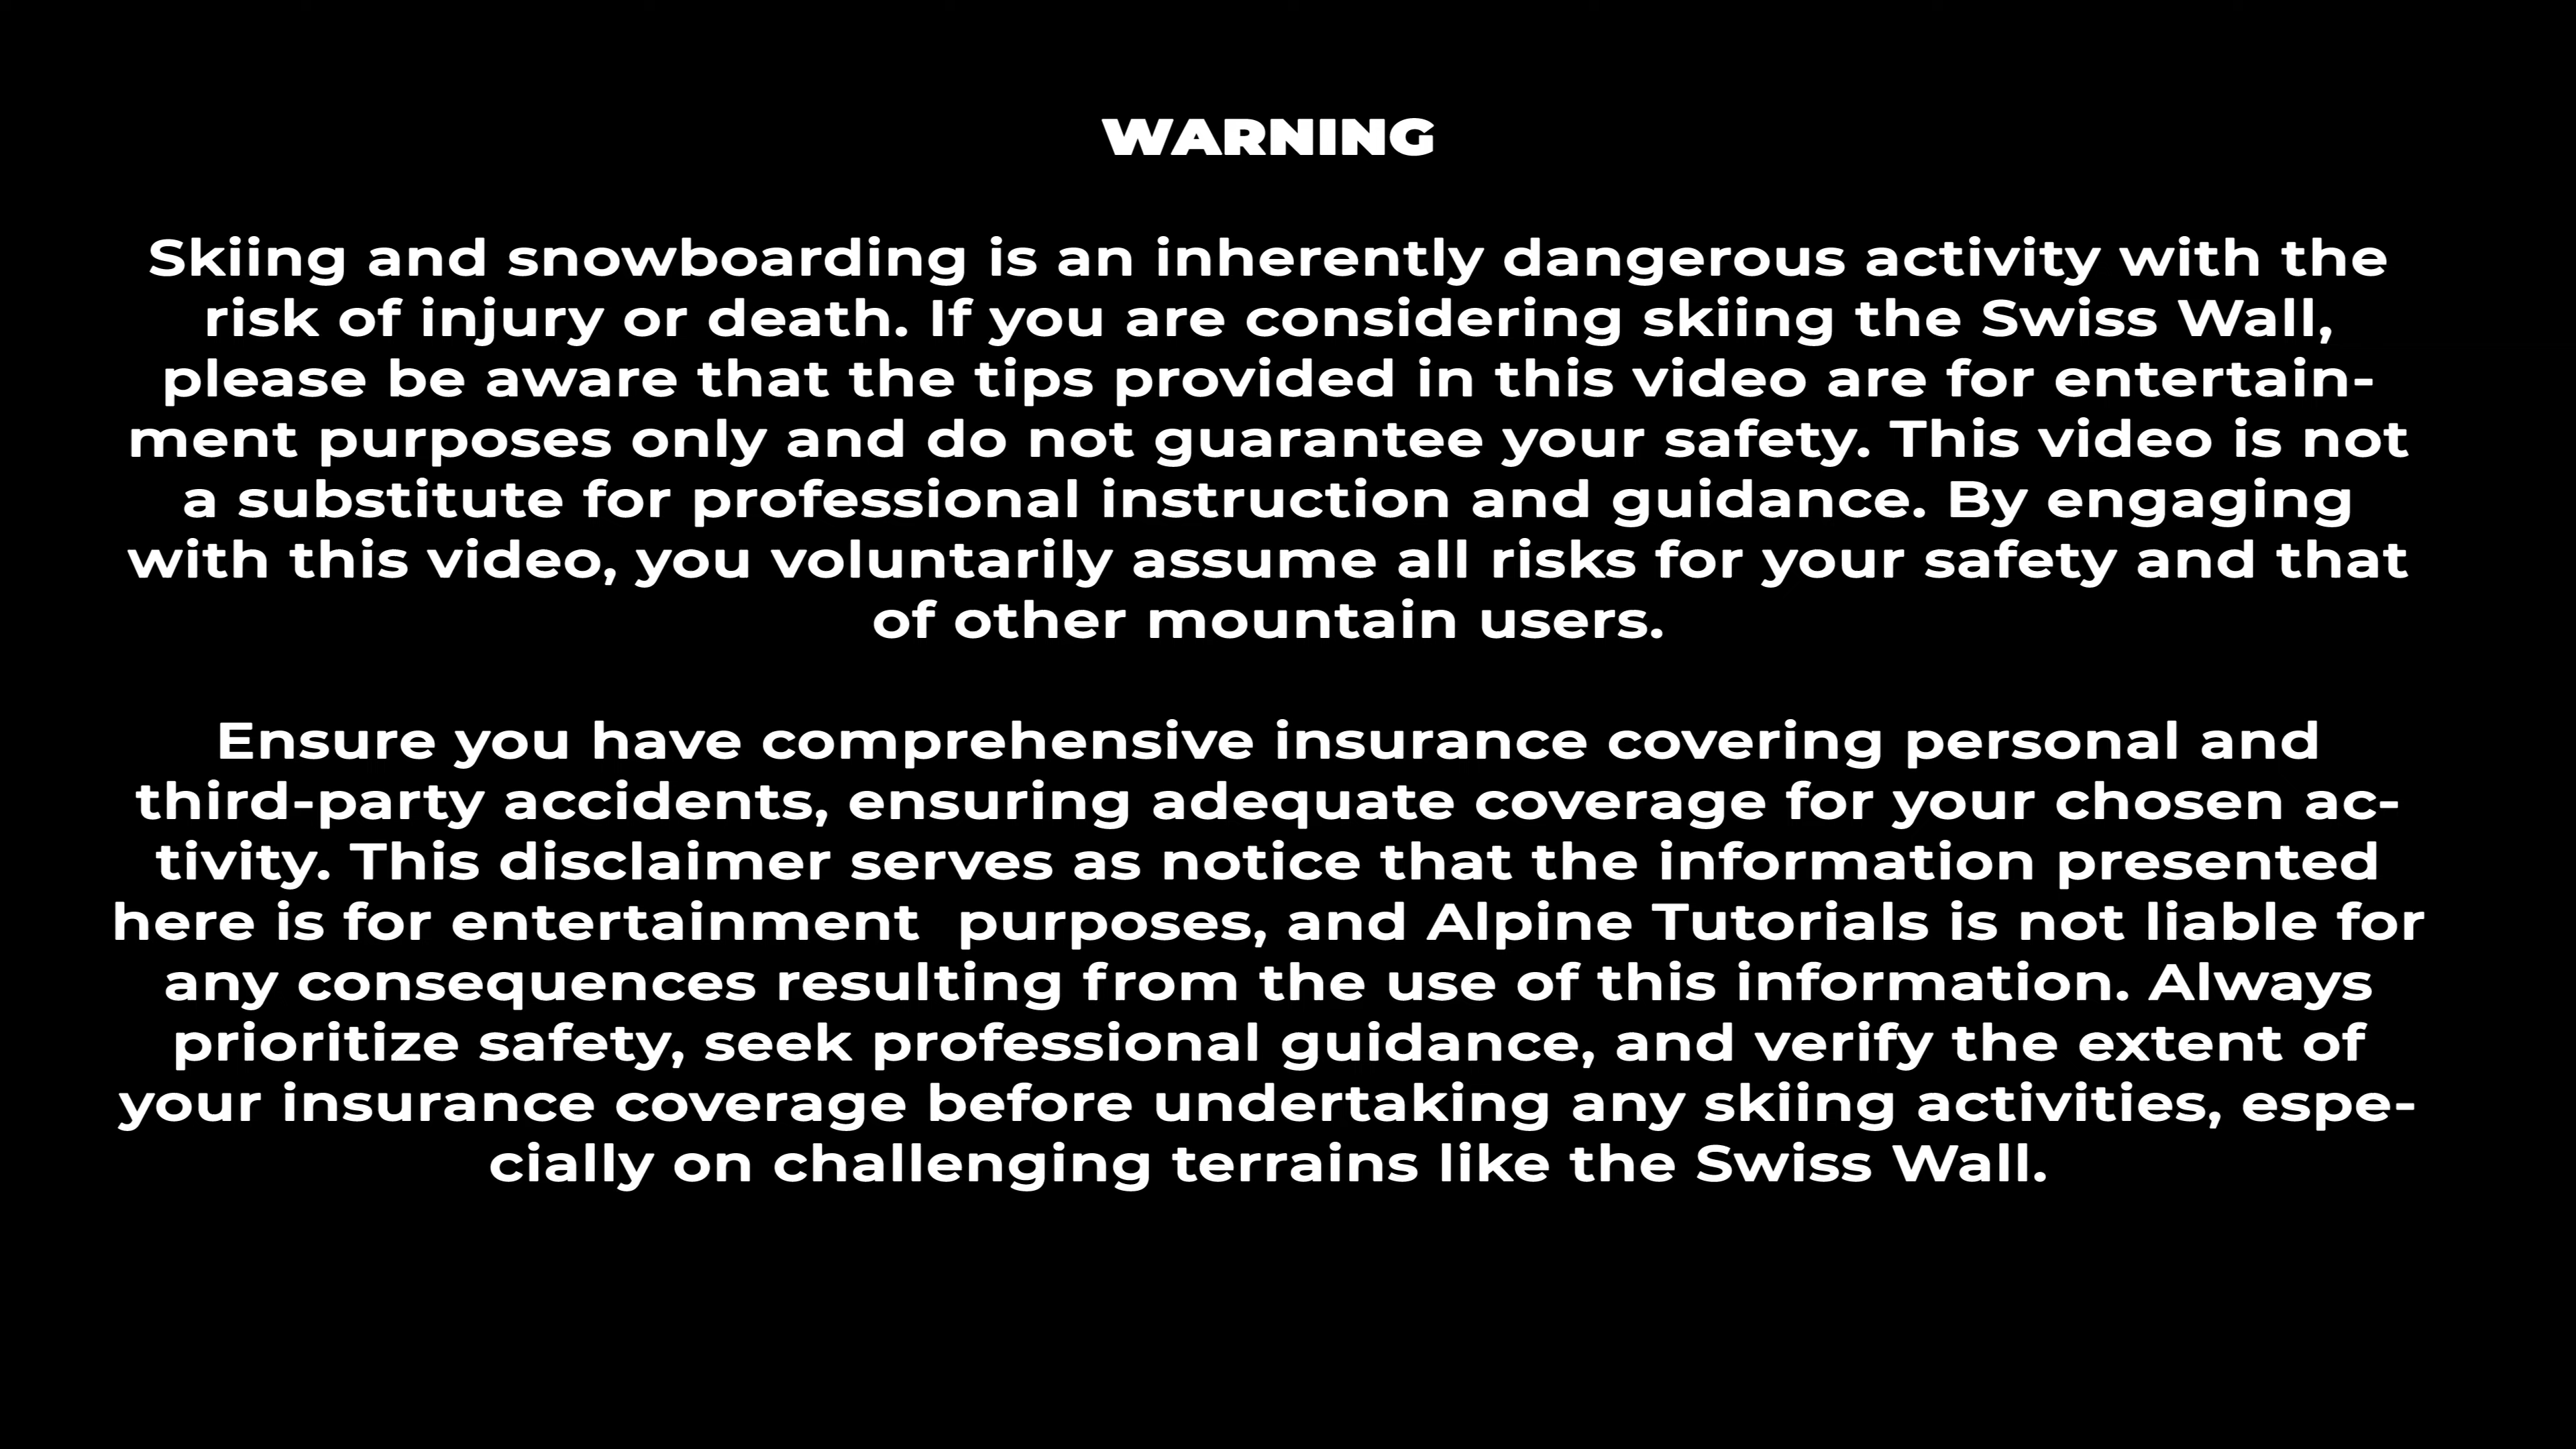 WARNING
Skiing and snowboarding is an inherently dangerous activity with the
risk of injury or death. If you are considering skiing the Swiss Wall,
please be aware that the tips provided in this video are for entertain-
ment purposes only and do not guarantee your safety. This video is not
a substitute for professional instruction and guidance. By engaging
with this video, you voluntarily assume all risks for your safety and that
of other mountain users.
Ensure you have comprehensive insurance covering personal and
third-party accidents, ensuring adequate coverage for your chosen ac-
tivity. This disclaimer serves as notice that the information presented
here is for entertainment  purposes, and Alpine Tutorials is not liable for
any consequences resulting from the use of this information. Always
prioritize safety, seek professional guidance, and verify the extent of
your insurance coverage before undertaking any skiing activities, espe-
cially on challenging terrains like the Swiss Wall.